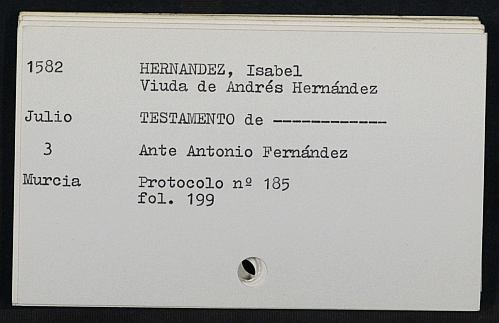 1582 HERNANDEZ, Isabel
Viuda de Andrés Hernández
Julio TESTAMENTO de ------------
3 Ante Antonio Fernández
Murcia Protocolo nº 185
fol. 199